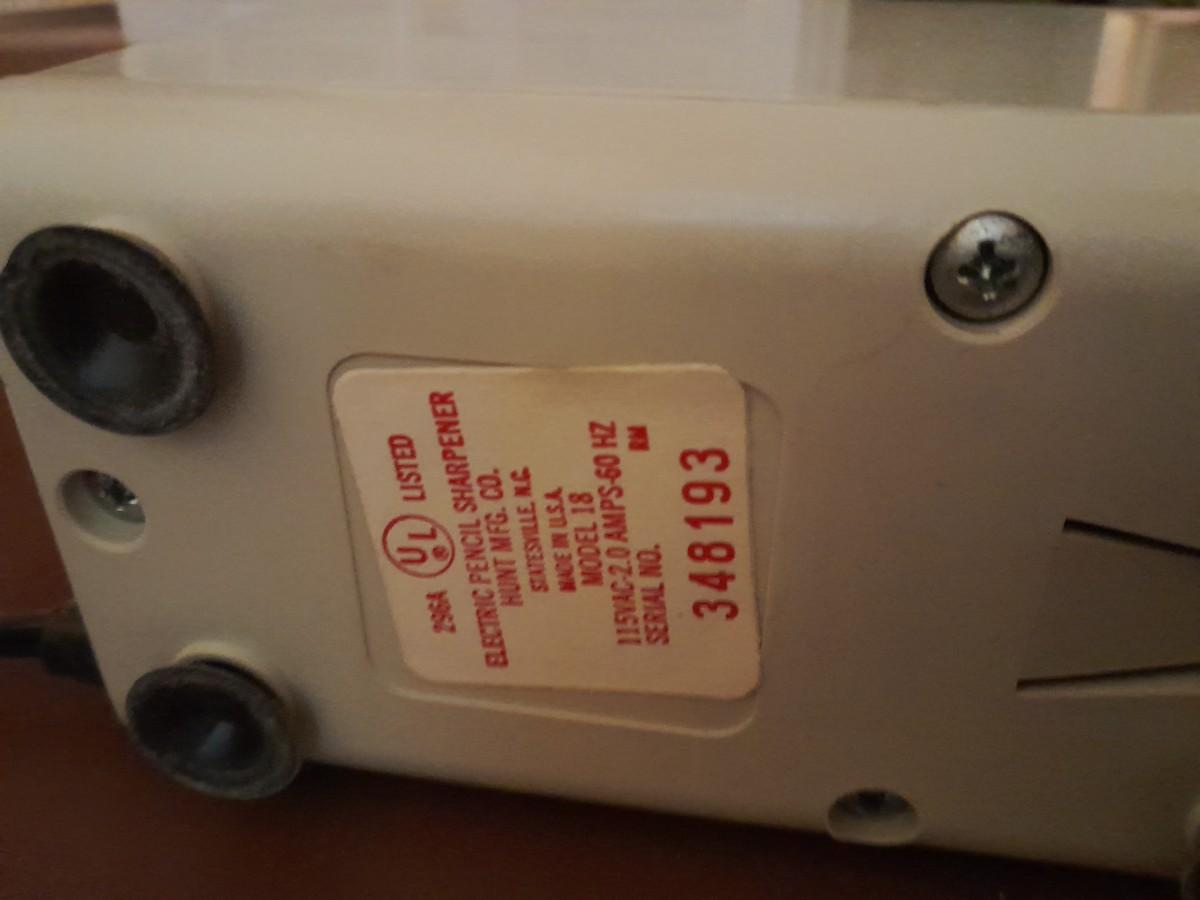 296A UL ® LISTED
ELECTRIC PENCIL SHARPENER
HUNT MFG. CO.
STATESVILLE, N.C.
MADE IN U.S.A.
MODEL 18
115VAC-2.0 AMPS-60 HZ
SERIAL NO. RM
348193